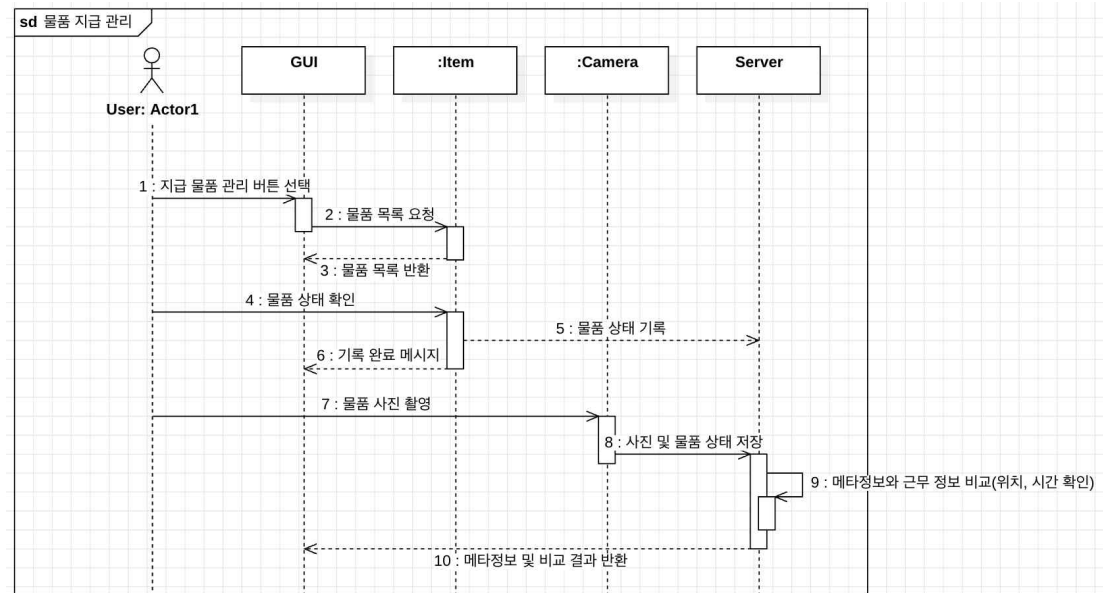 sd 물품 지급 관리
GUI
:Item
:Camera
Server
User: Actor1
1 : 지급 물품 관리 버튼 선택
2 : 물품 목록 요청
3 : 물품 목록 반환
4 : 물품 상태 확인
5 : 물품 상태 기록
6 : 기록 완료 메시지
7 : 물품 사진 촬영
8 : 사진 및 물품 상태 저장
9 : 메타정보와 근무 정보 비교(위치, 시간 확인)
10 : 메타정보 및 비교 결과 반환